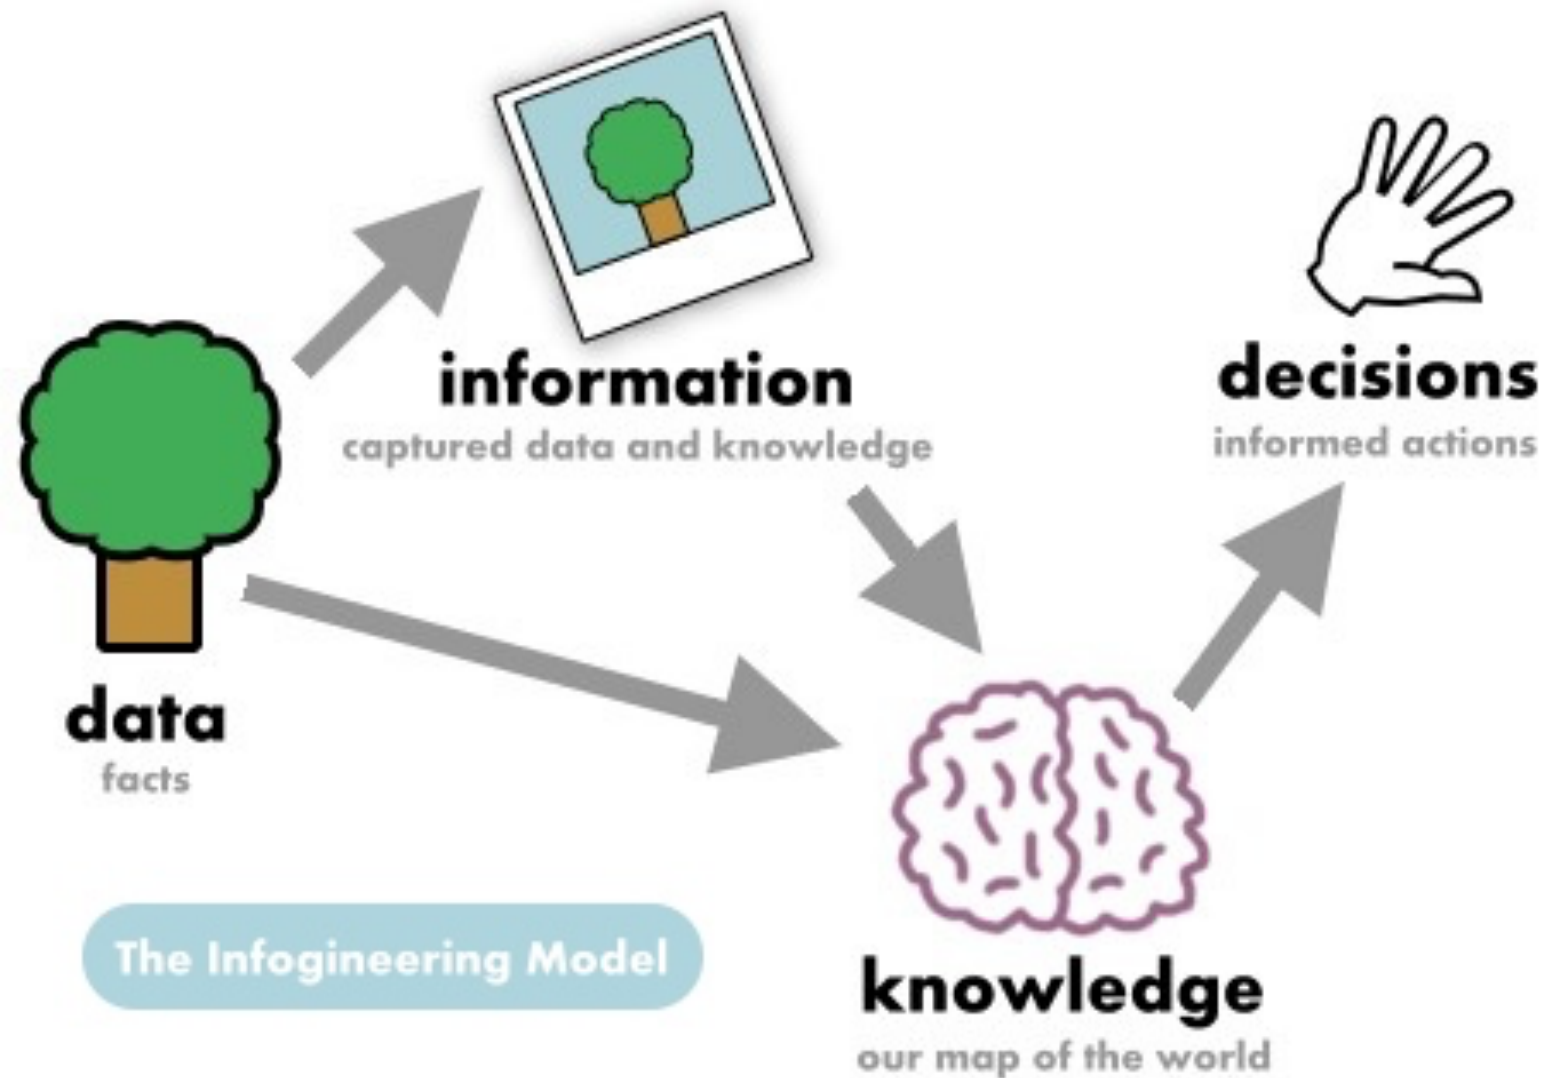 information
captured data and knowledge
decisions
informed actions
data
facts
The Infogineering Model
knowledge
our map of the world